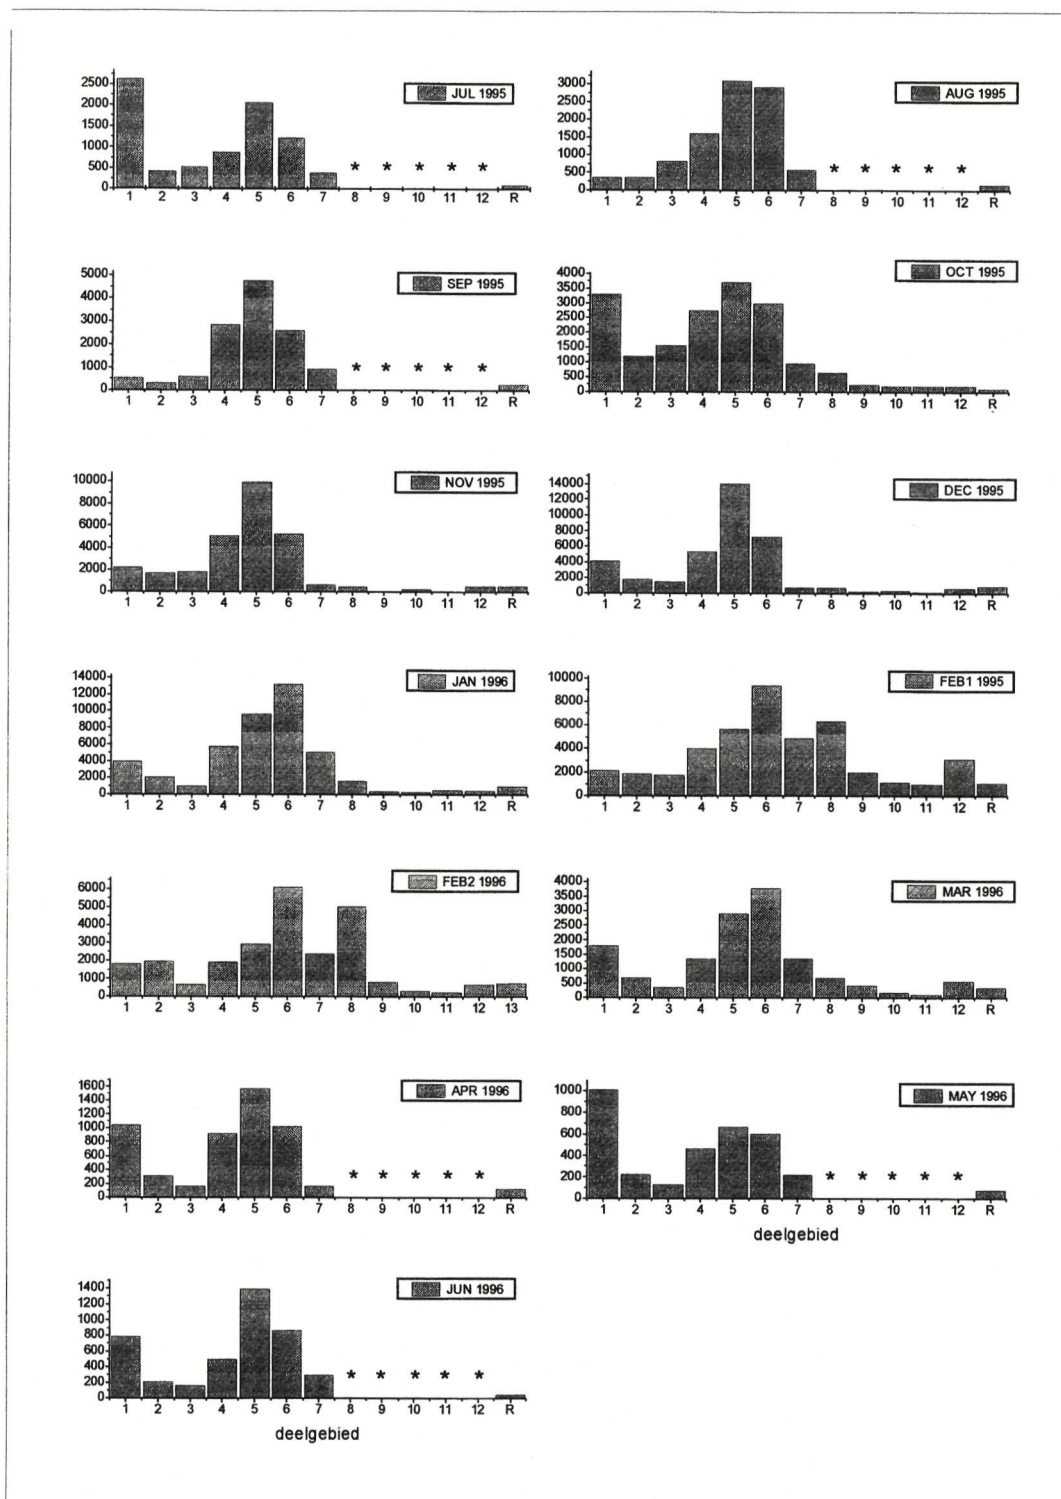 JUL 1995
2500
2000
1500
1000
500
0
* * * * *
1 2 3 4 5 6 7 8 9 10 11 12 R
AUG 1995
3000
2500
2000
1500
1000
500
0
* * * * *
1 2 3 4 5 6 7 8 9 10 11 12 R
SEP 1995
5000
4000
3000
2000
1000
0
* * * * *
1 2 3 4 5 6 7 8 9 10 11 12 R
OCT 1995
4000
3500
3000
2500
2000
1500
1000
500
0
1 2 3 4 5 6 7 8 9 10 11 12 R
NOV 1995
10000
8000
6000
4000
2000
0
1 2 3 4 5 6 7 8 9 10 11 12 R
DEC 1995
14000
12000
10000
8000
6000
4000
2000
0
1 2 3 4 5 6 7 8 9 10 11 12 R
JAN 1996
14000
12000
10000
8000
6000
4000
2000
0
1 2 3 4 5 6 7 8 9 10 11 12 R
FEB1 1995
10000
8000
6000
4000
2000
0
1 2 3 4 5 6 7 8 9 10 11 12 R
FEB2 1996
6000
5000
4000
3000
2000
1000
0
1 2 3 4 5 6 7 8 9 10 11 12 13
MAR 1996
4000
3500
3000
2500
2000
1500
1000
500
0
1 2 3 4 5 6 7 8 9 10 11 12 R
APR 1996
1600
1400
1200
1000
800
600
400
200
0
* * * * *
1 2 3 4 5 6 7 8 9 10 11 12 R
MAY 1996
1000
800
600
400
200
0
* * * * *
1 2 3 4 5 6 7 8 9 10 11 12 R
deelgebied
JUN 1996
1400
1200
1000
800
600
400
200
0
* * * * *
1 2 3 4 5 6 7 8 9 10 11 12 R
deelgebied